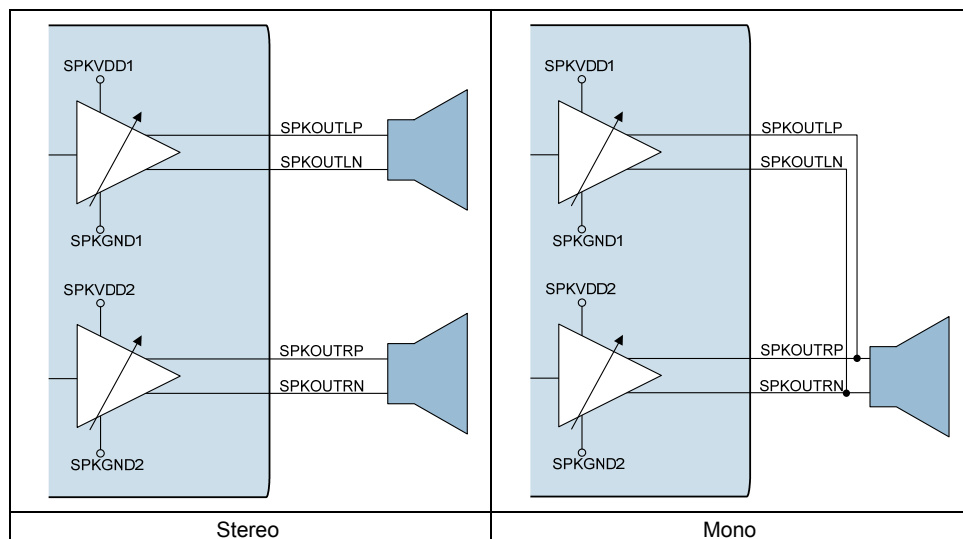 SPKVDD1
SPKOUTLP
SPKOUTLN
SPKGND1
SPKVDD2
SPKOUTRP
SPKOUTRN
SPKGND2
Stereo
SPKVDD1
SPKOUTLP
SPKOUTLN
SPKGND1
SPKVDD2
SPKOUTRP
SPKOUTRN
SPKGND2
Mono